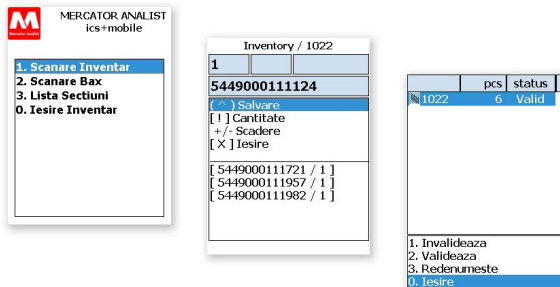 MERCATOR ANALIST
ics+mobile
Mercator Analist
1. Scanare Inventar
2. Scanare Bax
3. Lista Sectiuni
0. Iesire Inventar
Inventory / 1022
1
5449000111124
( ^ ) Salvare
[ ! ] Cantitate
+/- Scadere
[ X ] Iesire
[ 5449000111721 / 1 ]
[ 5449000111957 / 1 ]
[ 5449000111982 / 1 ]
pcs status
1022 6 Valid
1. Invalideaza
2. Valideaza
3. Redenumeste
0. Iesire